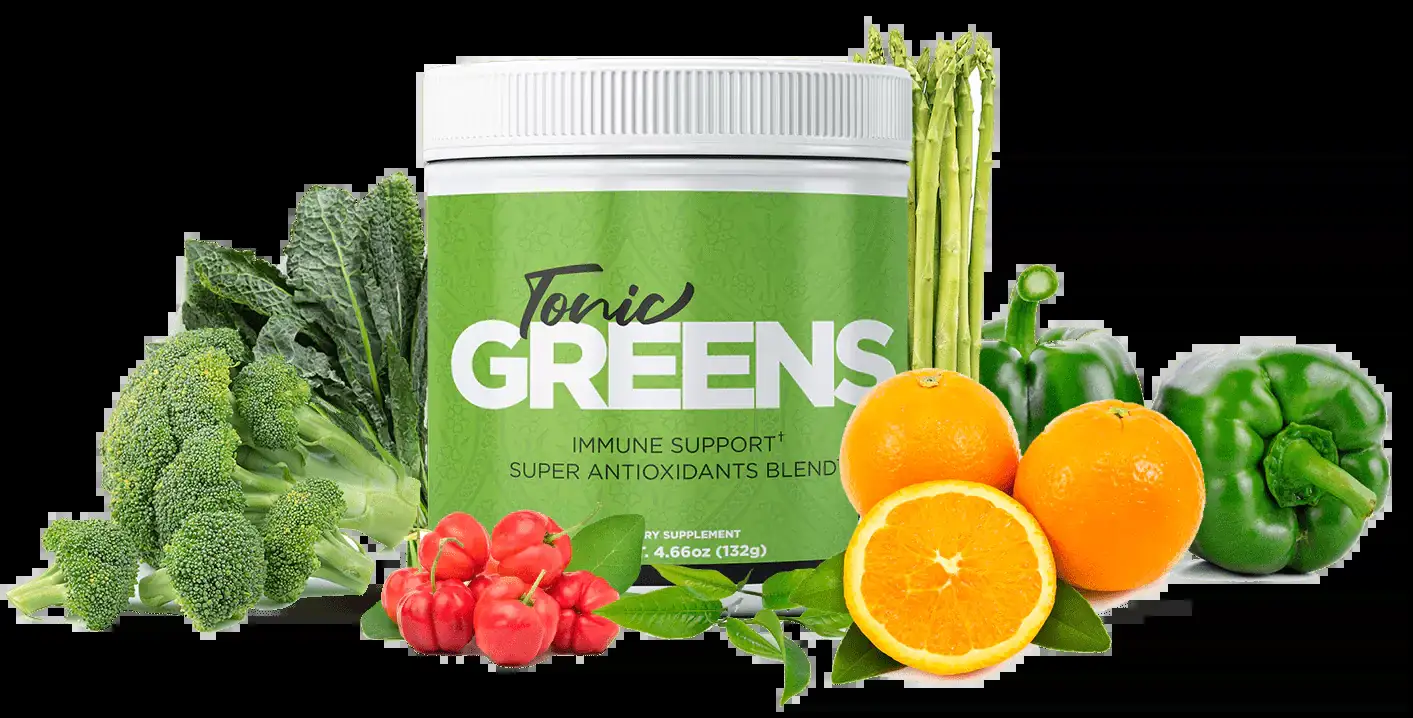 Tonic
GREENS
IMMUNE SUPPORT†
SUPER ANTIOXIDANTS BLEND
SUPPLEMENT
4.66oz (132g)